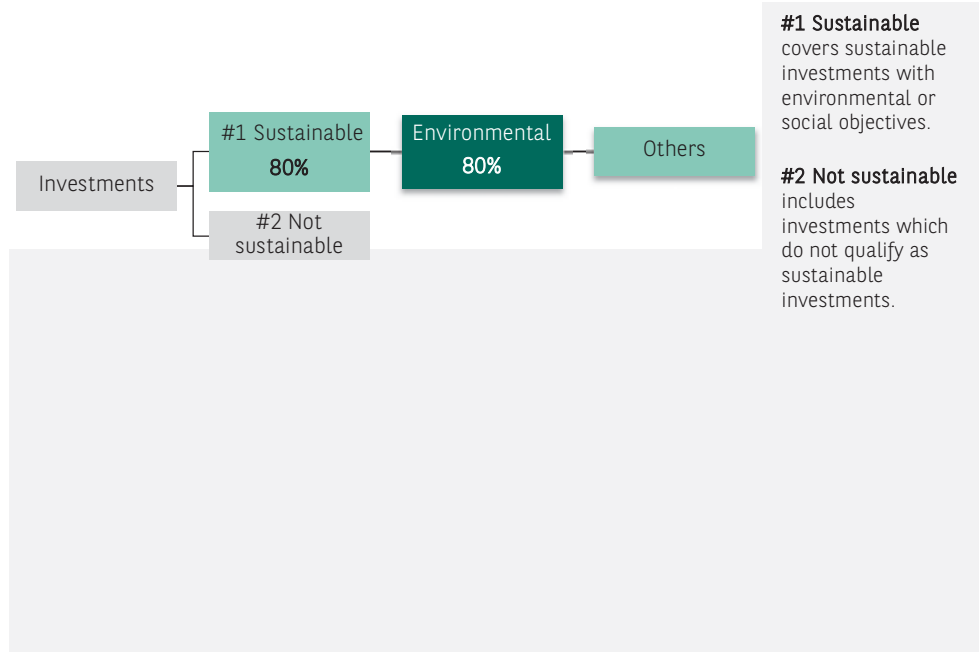 Investments
#1 Sustainable
80%
#2 Not
sustainable
Environmental
80%
Others
#1 Sustainable
covers sustainable
investments with
environmental or
social objectives.
#2 Not sustainable
includes
investments which
do not qualify as
sustainable
investments.